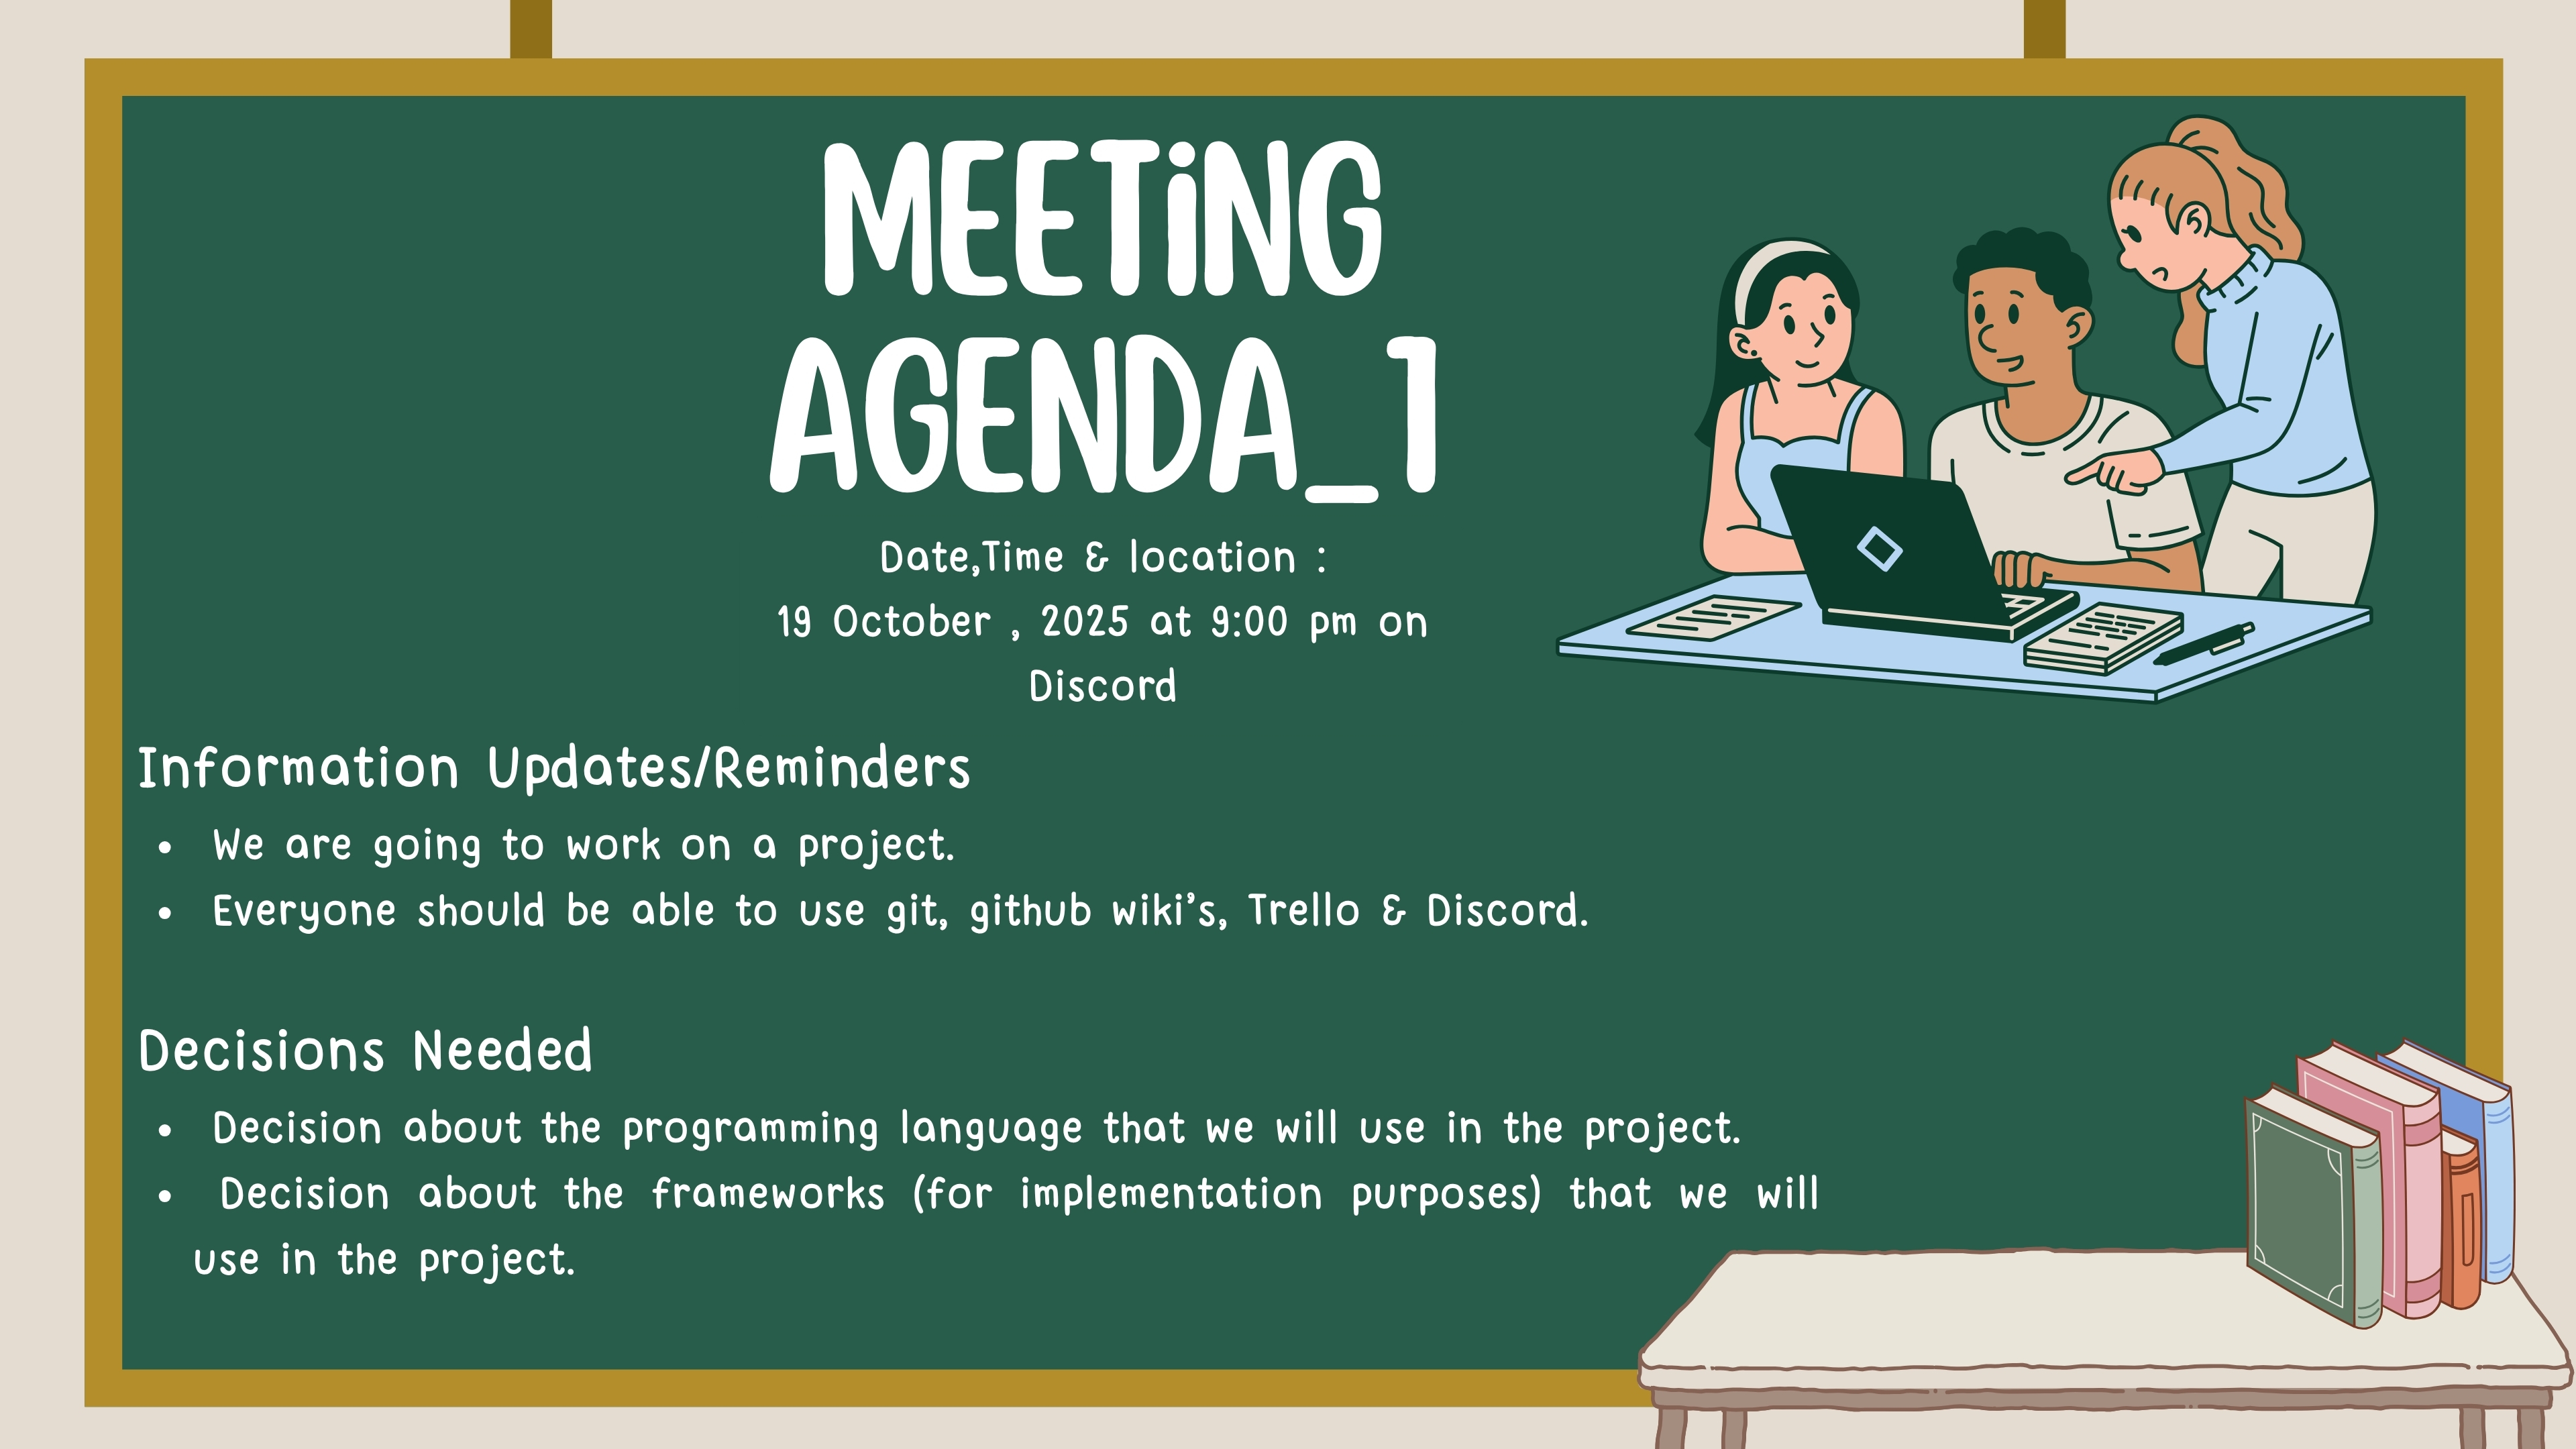 MEETiNG
AGENDA_1
Date,Time & location :
19 October , 2025 at 9:00 pm on
Discord
Information Updates/Reminders
• We are going to work on a project.
• Everyone should be able to use git, github wiki's, Trello & Discord.
Decisions Needed
• Decision about the programming language that we will use in the project.
• Decision about the frameworks (for implementation purposes) that we will
use in the project.